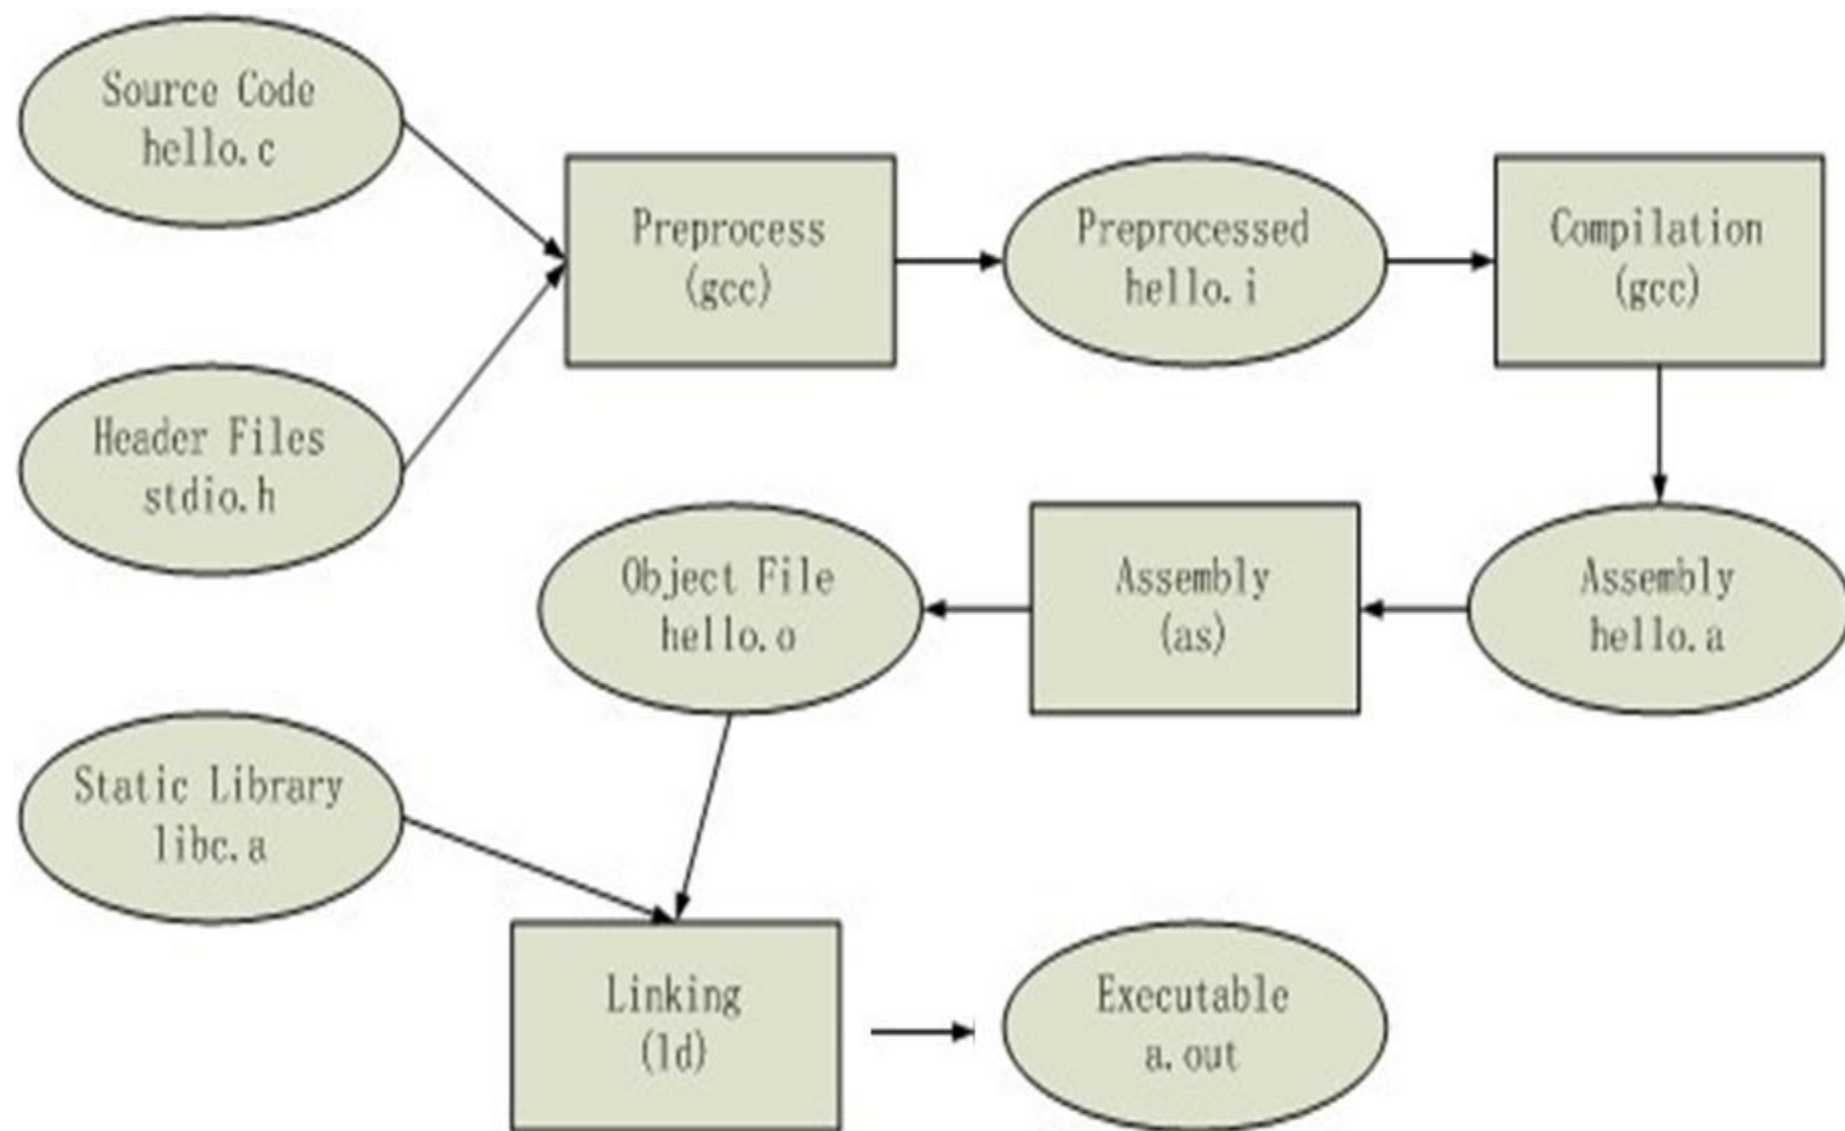 Source Code
hello.c
Header Files
stdio.h
Preprocess
(gcc)
Preprocessed
hello.i
Compilation
(gcc)
Assembly
hello.a
Assembly
(as)
Object File
hello.o
Static Library
libc.a
Linking
(ld)
Executable
a.out